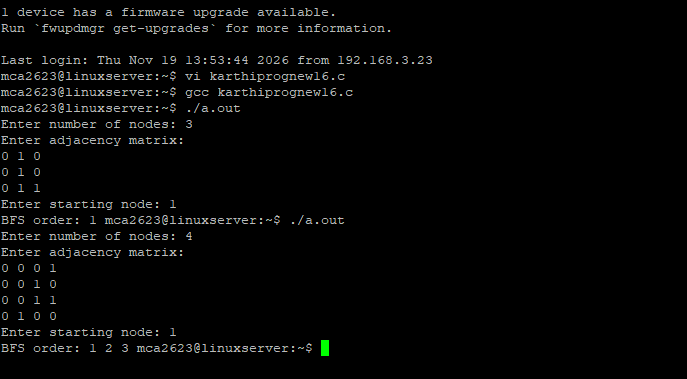 1 device has a firmware upgrade available.
Run `fwupdmgr get-upgrades` for more information.
Last login: Thu Nov 19 13:53:44 2026 from 192.168.3.23
mca2623@linuxserver:~$ vi karthiprognew16.c
mca2623@linuxserver:~$ gcc karthiprognew16.c
mca2623@linuxserver:~$ ./a.out
Enter number of nodes: 3
Enter adjacency matrix:
0 1 0
0 1 0
0 1 1
Enter starting node: 1
BFS order: 1 mca2623@linuxserver:~$ ./a.out
Enter number of nodes: 4
Enter adjacency matrix:
0 0 0 1
0 0 1 0
0 0 1 1
0 1 0 0
Enter starting node: 1
BFS order: 1 2 3 mca2623@linuxserver:~$